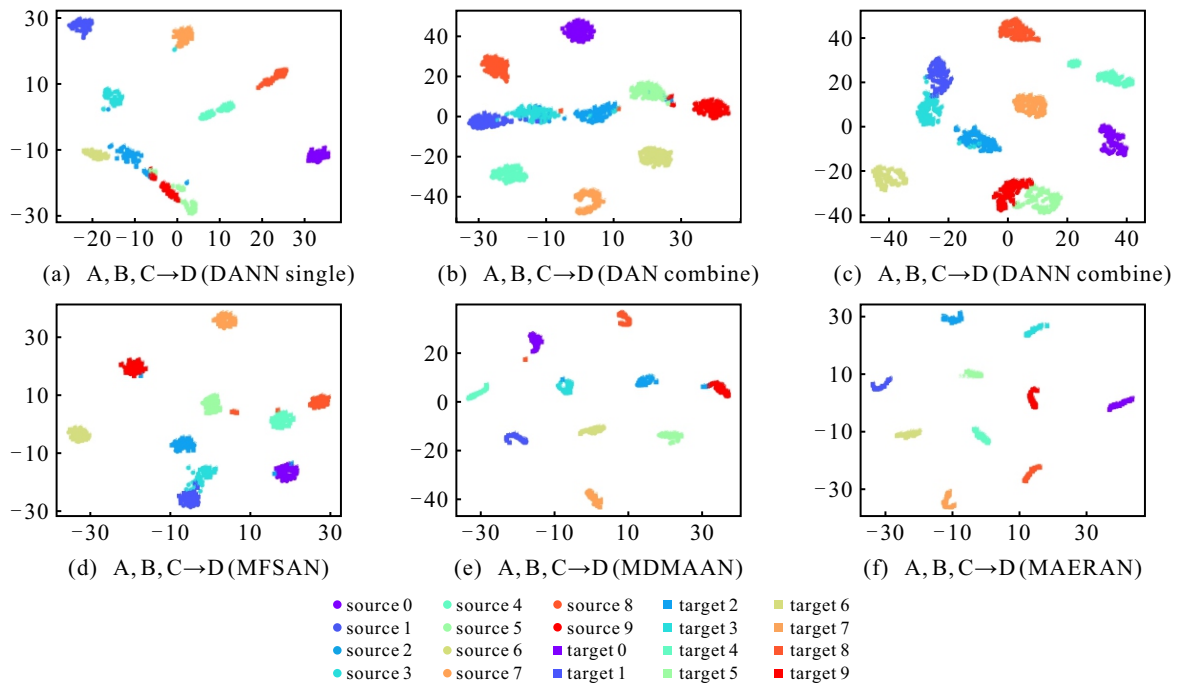 30
10
−10
−30
−20 −10 0 10 20 30
(a) A, B, C→D (DANN single)
40
20
0
−20
−40
−30 0 30
(b) A, B, C→D (DAN combine)
40
20
0
−20
−40
−40 −20 0 20 40
(c) A, B, C→D (DANN combine)
30
10
−10
−30
−30 −10 10 30
(d) A, B, C→D (MFSAN)
20
0
−20
−40
−30 −10 10 30
(e) A, B, C→D (MDMAAN)
30
10
−10
−30
−30 −10 10 30
(f) A, B, C→D (MAERAN)
source 0 source 4 source 8 target 2 target 6
source 1 source 5 source 9 target 3 target 7
source 2 source 6 target 0 target 4 target 8
source 3 source 7 target 1 target 5 target 9